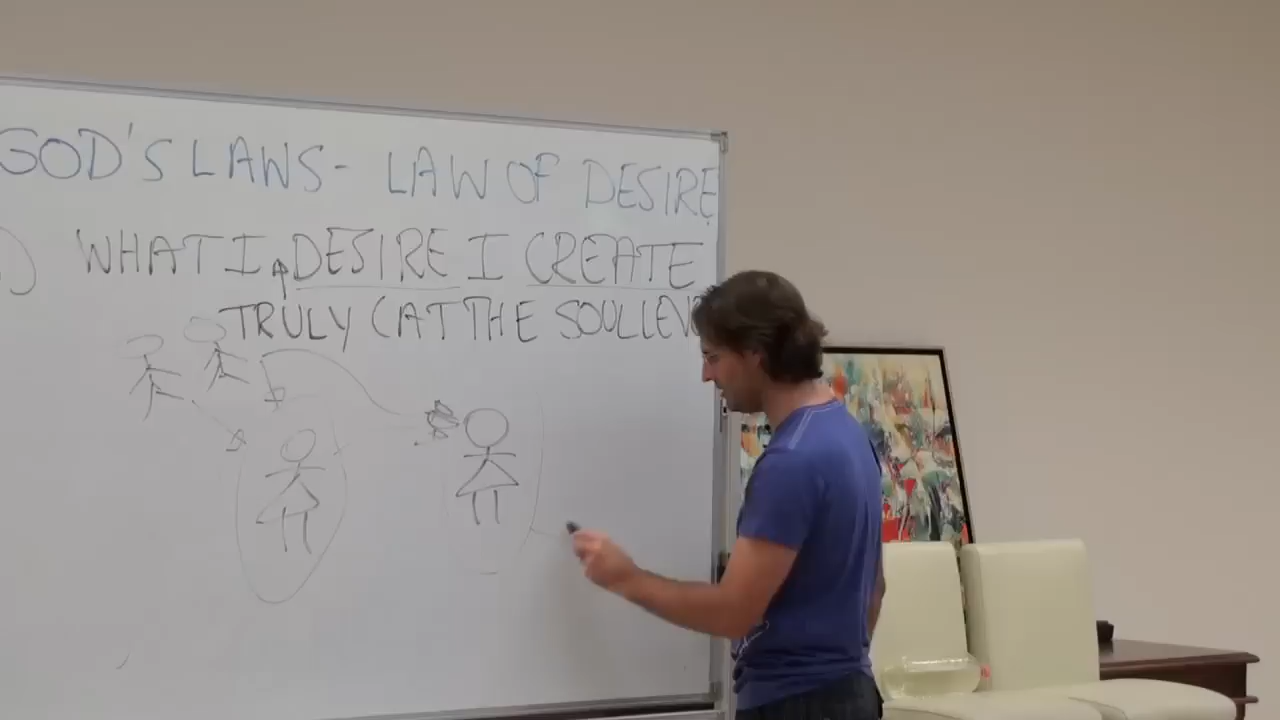 GOD'S LAWS - LAW OF DESIRE
) WHAT I DESIRE I CREATE
TRULY (AT THE SOUL LEV